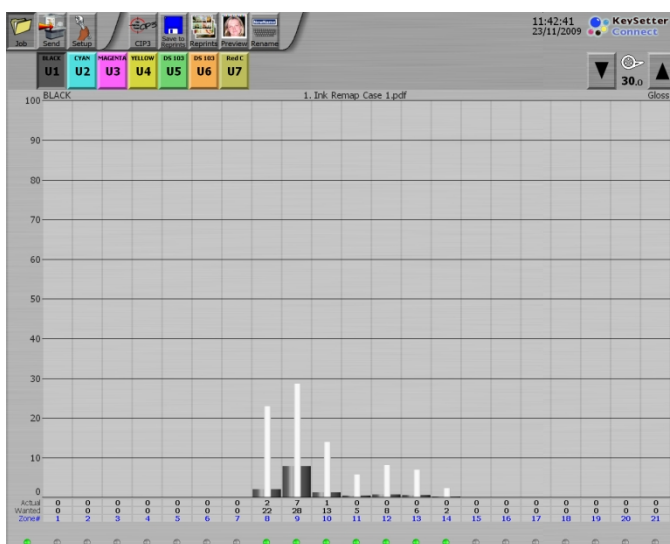 11:42:41
23/11/2009
KeySetter
Connect
Job Send Setup CIP3 Save to Reprints Reprints Preview Rename
BLACK CYAN MAGENTA YELLOW DS 103 DS 103 Red C
U1 U2 U3 U4 U5 U6 U7
30.0
BLACK 1. Ink Remap Case 1.pdf Gloss
100
90
80
70
60
50
40
30
20
10
0
Actual 0 0 0 0 0 0 0 2 7 1 0 0 0 0 0 0 0 0 0 0 0
Wanted 0 0 0 0 0 0 0 22 28 13 5 8 6 2 0 0 0 0 0 0 0
Zone# 1 2 3 4 5 6 7 8 9 10 11 12 13 14 15 16 17 18 19 20 21